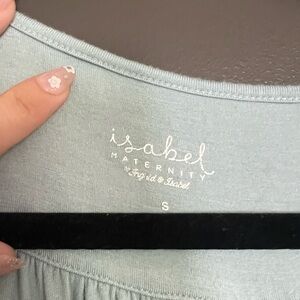 isabel
MATERNITY
by Ingrid & Isabel
S